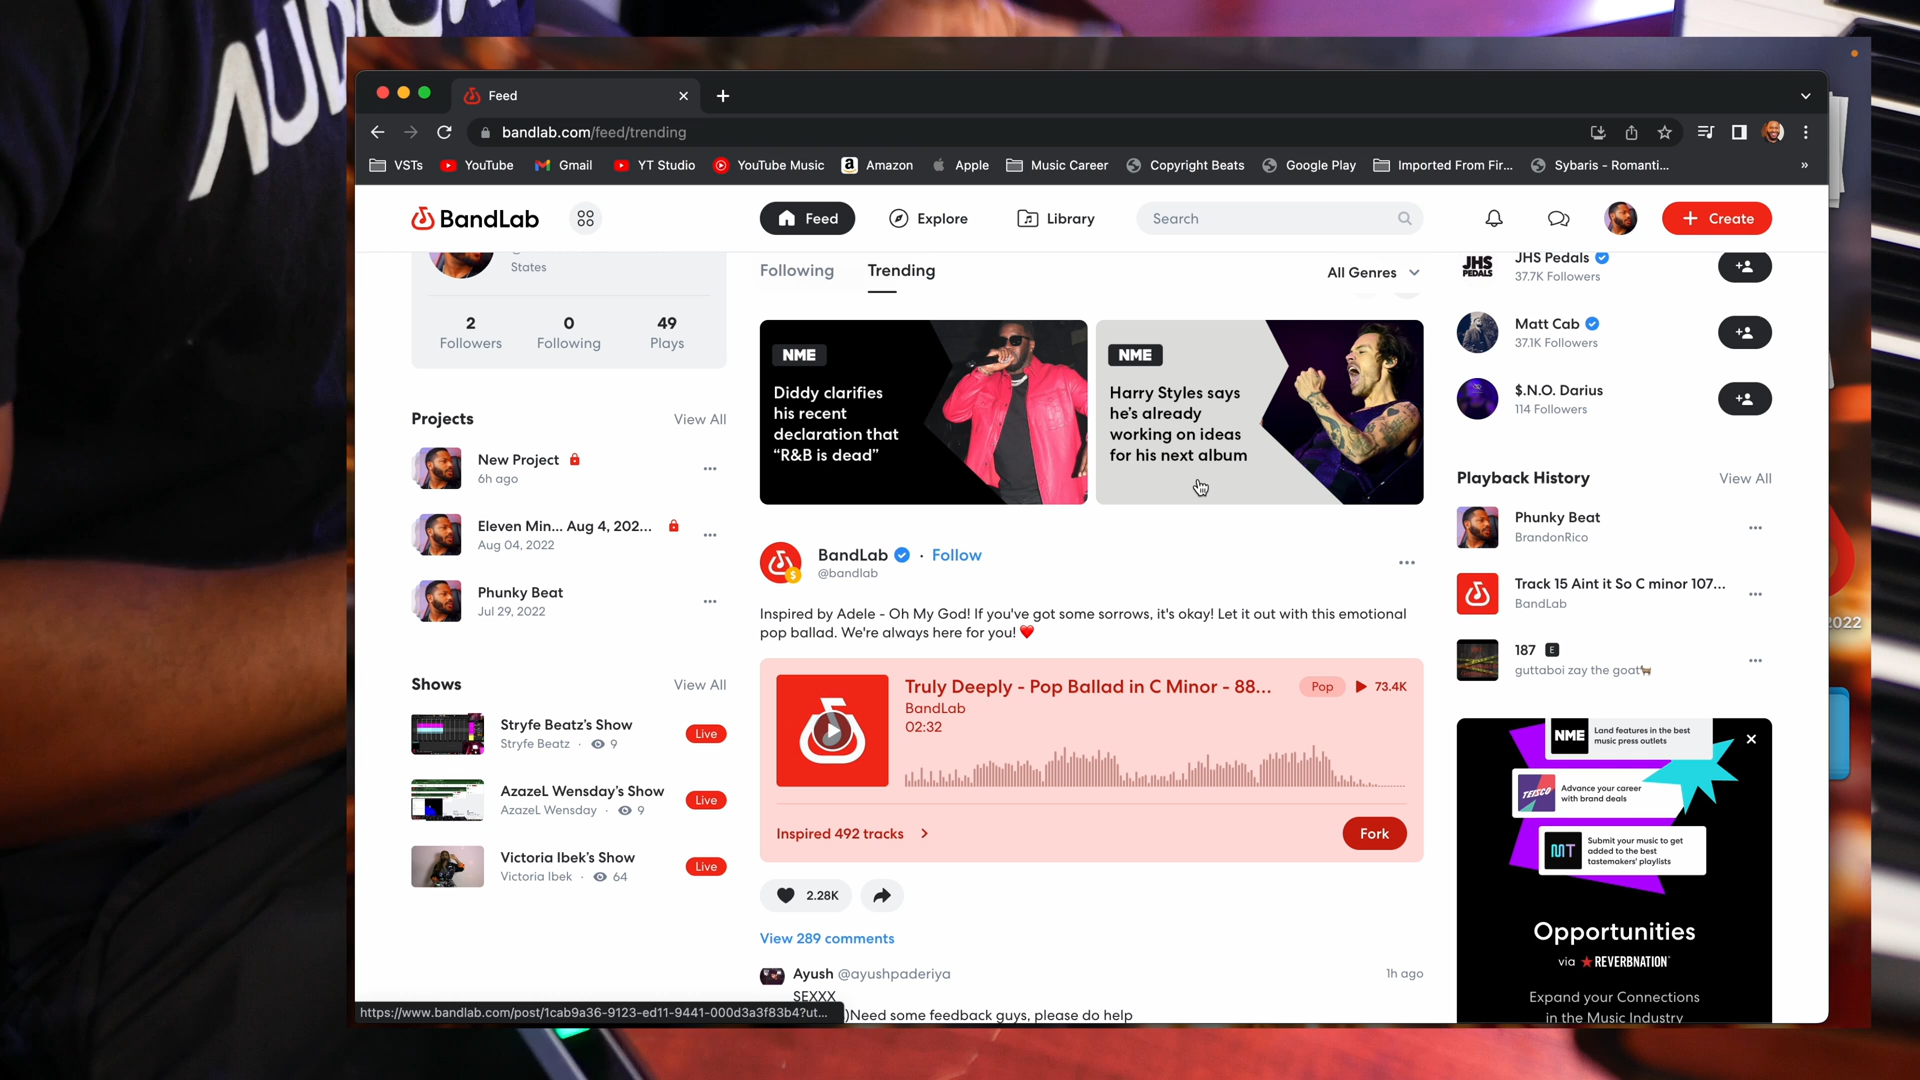 AUDIO
Feed
bandlab.com/feed/trending
VSTs
YouTube
Gmail
YT Studio
YouTube Music
Amazon
Apple
Music Career
Copyright Beats
Google Play
Imported From Fir...
Sybaris - Romanti...
»
BandLab
Feed
Explore
Library
Search
Create
States
2
Followers
0
Following
49
Plays
Projects
View All
New Project
6h ago
Eleven Min... Aug 4, 202...
Aug 04, 2022
Phunky Beat
Jul 29, 2022
Shows
View All
Stryfe Beatz's Show
Stryfe Beatz · 9
Live
AzazeL Wensday's Show
AzazeL Wensday · 9
Live
Victoria Ibek's Show
Victoria Ibek · 64
Live
Following
Trending
All Genres
NME
Diddy clarifies
his recent
declaration that
“R&B is dead”
NME
Harry Styles says
he's already
working on ideas
for his next album
BandLab · Follow
@bandlab
Inspired by Adele - Oh My God! If you've got some sorrows, it's okay! Let it out with this emotional
pop ballad. We're always here for you! ❤️
Truly Deeply - Pop Ballad in C Minor - 88...
Pop
73.4K
BandLab
02:32
Inspired 492 tracks
Fork
2.28K
View 289 comments
Ayush @ayushpaderiya
1h ago
SEXXX
)Need some feedback guys, please do help
JHS
PEDALS
JHS Pedals
37.7K Followers
Matt Cab
37.1K Followers
$.N.O. Darius
114 Followers
Playback History
View All
Phunky Beat
BrandonRico
Track 15 Aint it So C minor 107...
BandLab
187 E
guttaboi zay the goat🐐
NME
Land features in the best
music press outlets
TEISCO
Advance your career
with brand deals
MT
Submit your music to get
added to the best
tastemakers' playlists
Opportunities
via REVERBNATION
Expand your Connections
in the Music Industry
https://www.bandlab.com/post/1cab9a36-9123-ed11-9441-000d3a3f83b4?ut...
2022